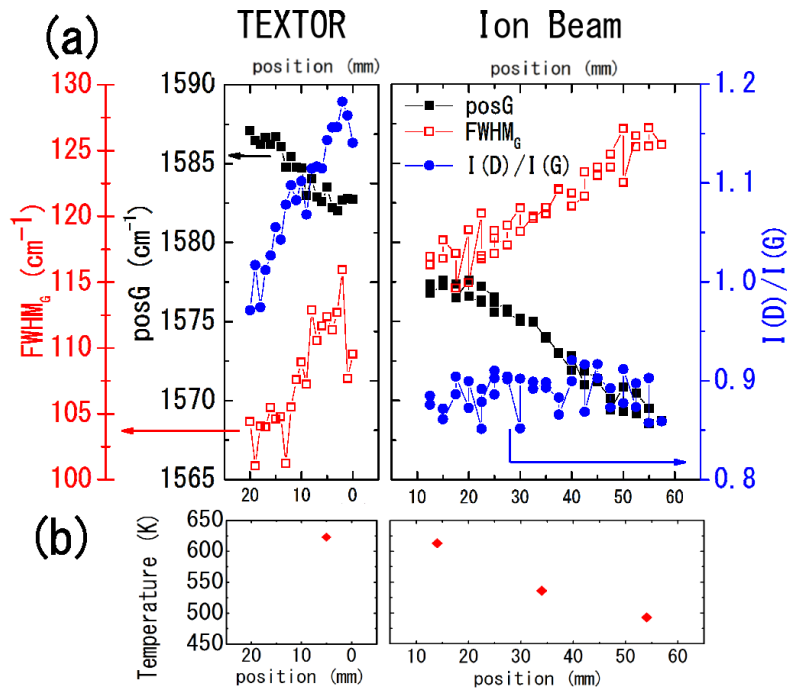 (a)
TEXTOR
Ion Beam
position (mm)
position (mm)
130
125
120
115
110
105
100
FWHM_G (cm⁻¹)
1590
1585
1580
1575
1570
1565
posG (cm⁻¹)
posG
FWHM_G
I(D)/I(G)
1.2
1.1
1.0
0.9
0.8
I(D)/I(G)
20 10 0
10 20 30 40 50 60
(b)
Temperature (K)
650
600
550
500
450
20 10 0
10 20 30 40 50 60
position (mm)
position (mm)